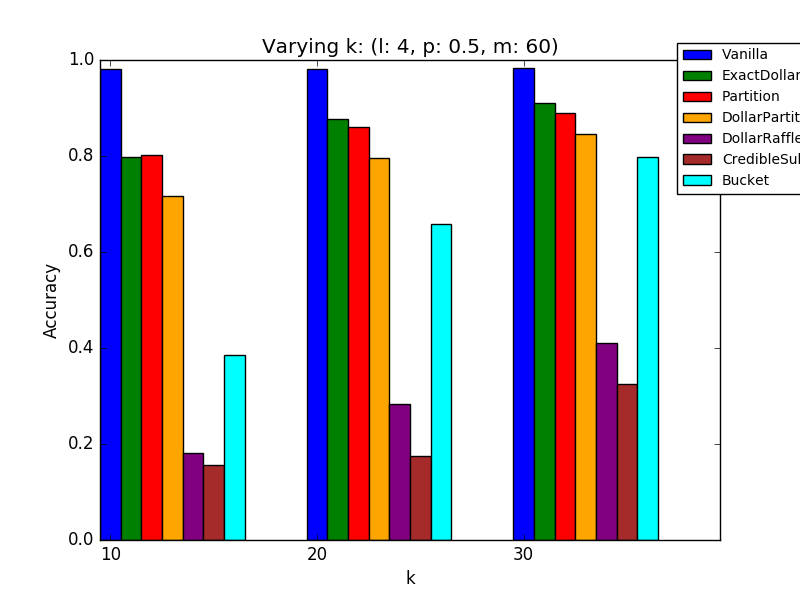 Varying k: (l: 4, p: 0.5, m: 60)
Vanilla
ExactDollar
Partition
DollarPartit
DollarRaffle
CredibleSu
Bucket
1.0
0.8
0.6
0.4
0.2
0.0
Accuracy
10 20 30
k